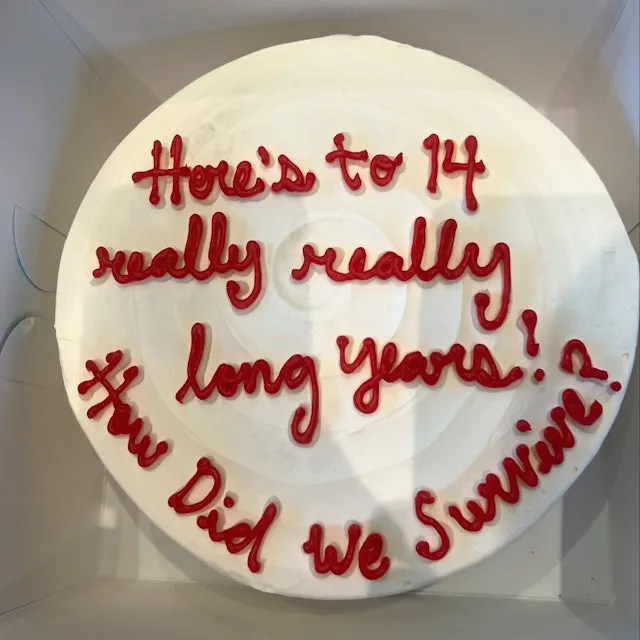 Here's to 14
really really
long years!
How Did We Survive?